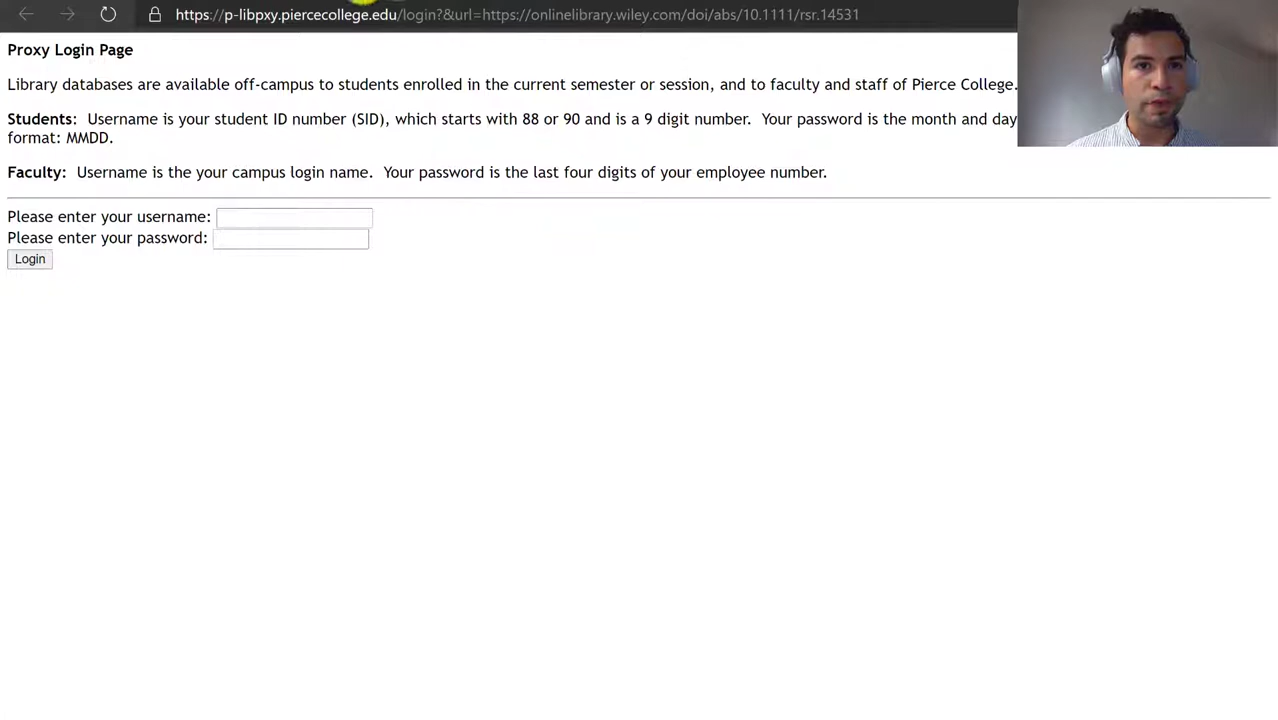 https://p-libpxy.piercecollege.edu/login?&url=https://onlinelibrary.wiley.com/doi/abs/10.1111/rsr.14531
Proxy Login Page
Library databases are available off-campus to students enrolled in the current semester or session, and to faculty and staff of Pierce College.
Students:  Username is your student ID number (SID), which starts with 88 or 90 and is a 9 digit number.  Your password is the month and day
format: MMDD.
Faculty:  Username is the your campus login name.  Your password is the last four digits of your employee number.
Please enter your username:
Please enter your password:
Login